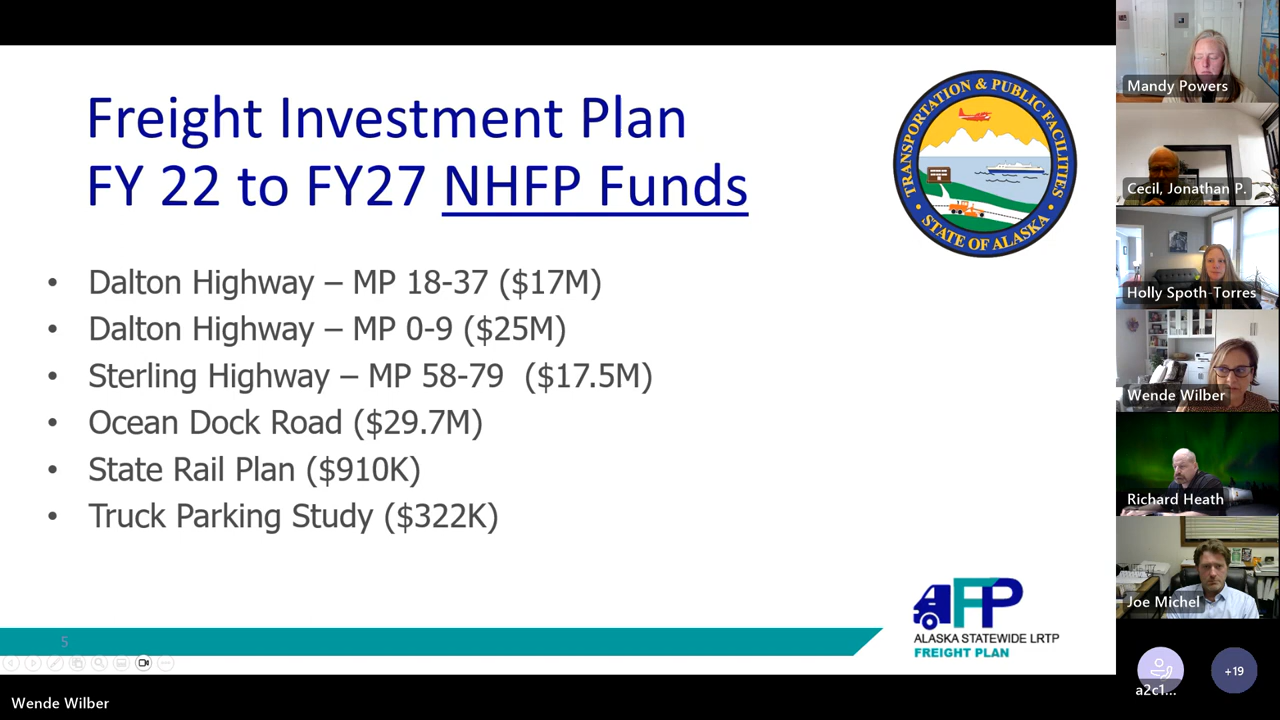 Freight Investment Plan
FY 22 to FY27 NHFP Funds
TRANSPORTATION & PUBLIC FACILITIES
STATE OF ALASKA
• Dalton Highway – MP 18-37 ($17M)
• Dalton Highway – MP 0-9 ($25M)
• Sterling Highway – MP 58-79 ($17.5M)
• Ocean Dock Road ($29.7M)
• State Rail Plan ($910K)
• Truck Parking Study ($322K)
FP
ALASKA STATEWIDE LRTP
FREIGHT PLAN
5
Wende Wilber
Mandy Powers
Cecil, Jonathan P.
Holly Spoth-Torres
Wende Wilber
Richard Heath
Joe Michel
a2c1...
+19